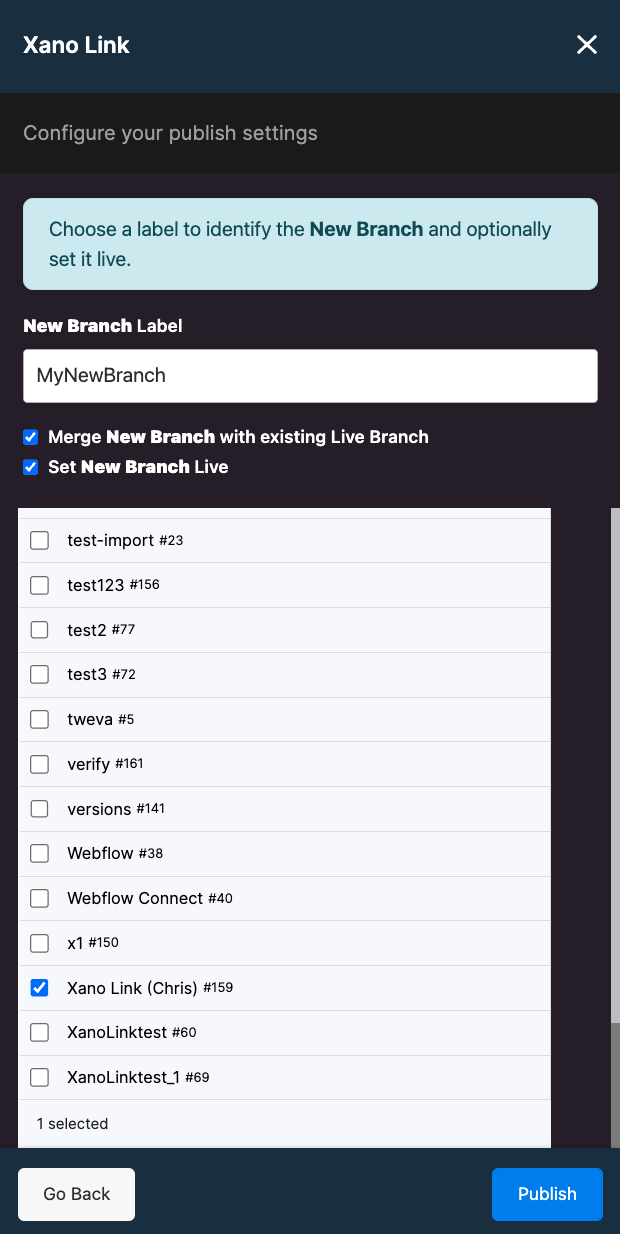 Xano Link
Configure your publish settings
Choose a label to identify the New Branch and optionally
set it live.
New Branch Label
MyNewBranch
Merge New Branch with existing Live Branch
Set New Branch Live
test-import #23
test123 #156
test2 #77
test3 #72
tweva #5
verify #161
versions #141
Webflow #38
Webflow Connect #40
x1 #150
Xano Link (Chris) #159
XanoLinktest #60
XanoLinktest_1 #69
1 selected
Go Back
Publish